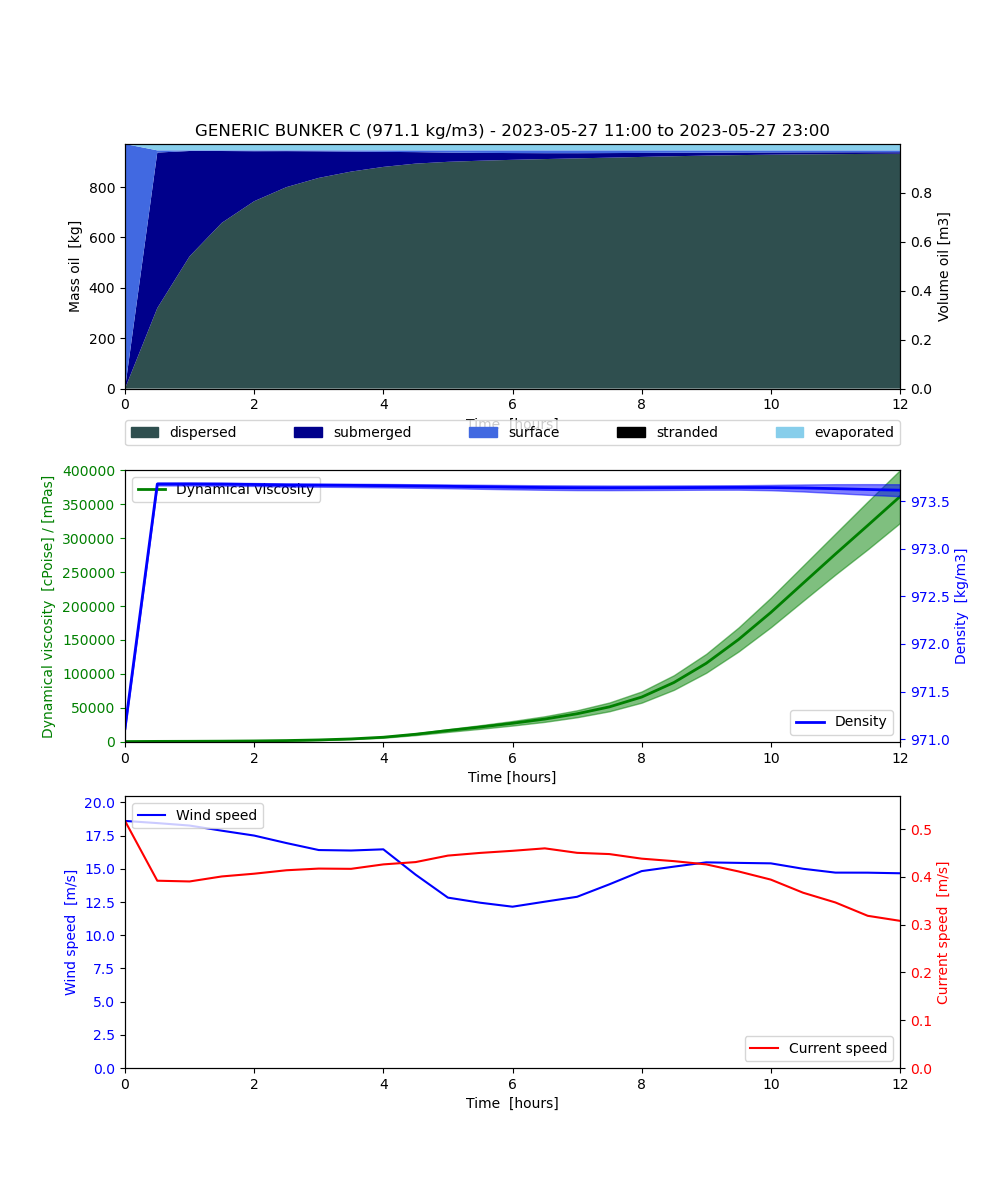 GENERIC BUNKER C (971.1 kg/m3) - 2023-05-27 11:00 to 2023-05-27 23:00
Mass oil [kg]
800
600
400
200
0
Volume oil [m3]
0.8
0.6
0.4
0.2
0.0
0 2 4 6 8 10 12
Time [hours]
dispersed submerged surface stranded evaporated
Dynamical viscosity [cPoise] / [mPas]
400000
350000
300000
250000
200000
150000
100000
50000
0
Dynamical viscosity
973.5
973.0
972.5
972.0
971.5
971.0
Density [kg/m3]
Density
0 2 4 6 8 10 12
Time [hours]
Wind speed [m/s]
20.0
17.5
15.0
12.5
10.0
7.5
5.0
2.5
0.0
Wind speed
0.5
0.4
0.3
0.2
0.1
0.0
Current speed [m/s]
Current speed
0 2 4 6 8 10 12
Time [hours]